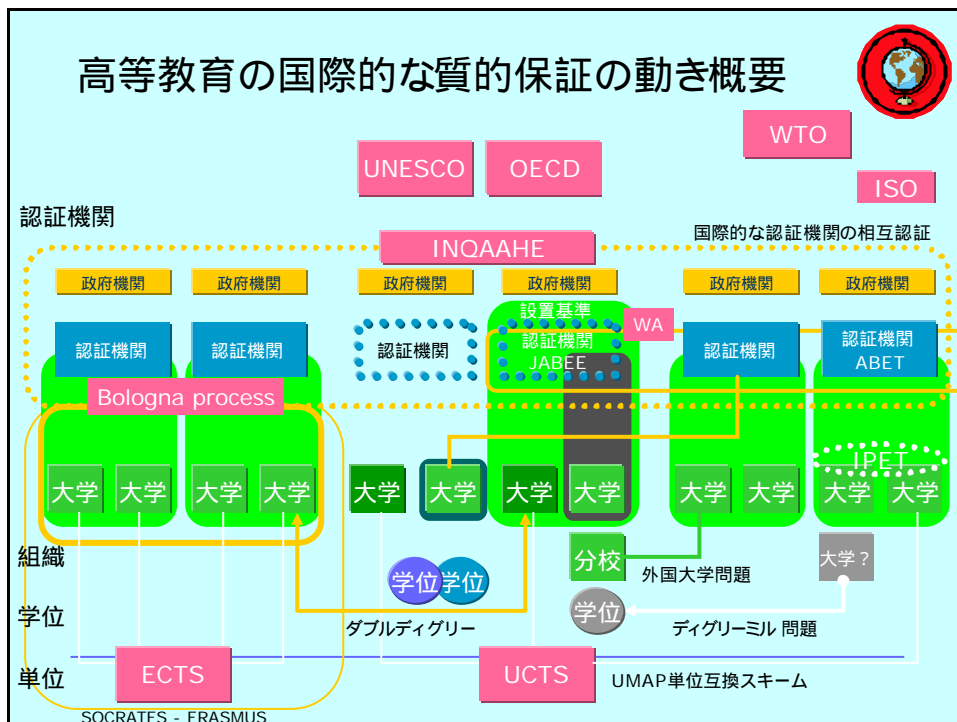 高等教育の国際的な質的保証の動き概要
WTO
UNESCO
OECD
ISO
認証機関
国際的な認証機関の相互認証
INQAAHE
政府機関
政府機関
政府機関
政府機関
政府機関
政府機関
設置基準
WA
認証機関
認証機関
認証機関
認証機関
JABEE
認証機関
認証機関
ABET
Bologna process
IPET
大学
大学
大学
大学
大学
大学
大学
大学
大学
大学
大学
大学
組織
分校
外国大学問題
大学？
学位
学位
学位
学位
ダブルディグリー
ディグリーミル 問題
単位
ECTS
UCTS
UMAP単位互換スキーム
SOCRATES - ERASMUS